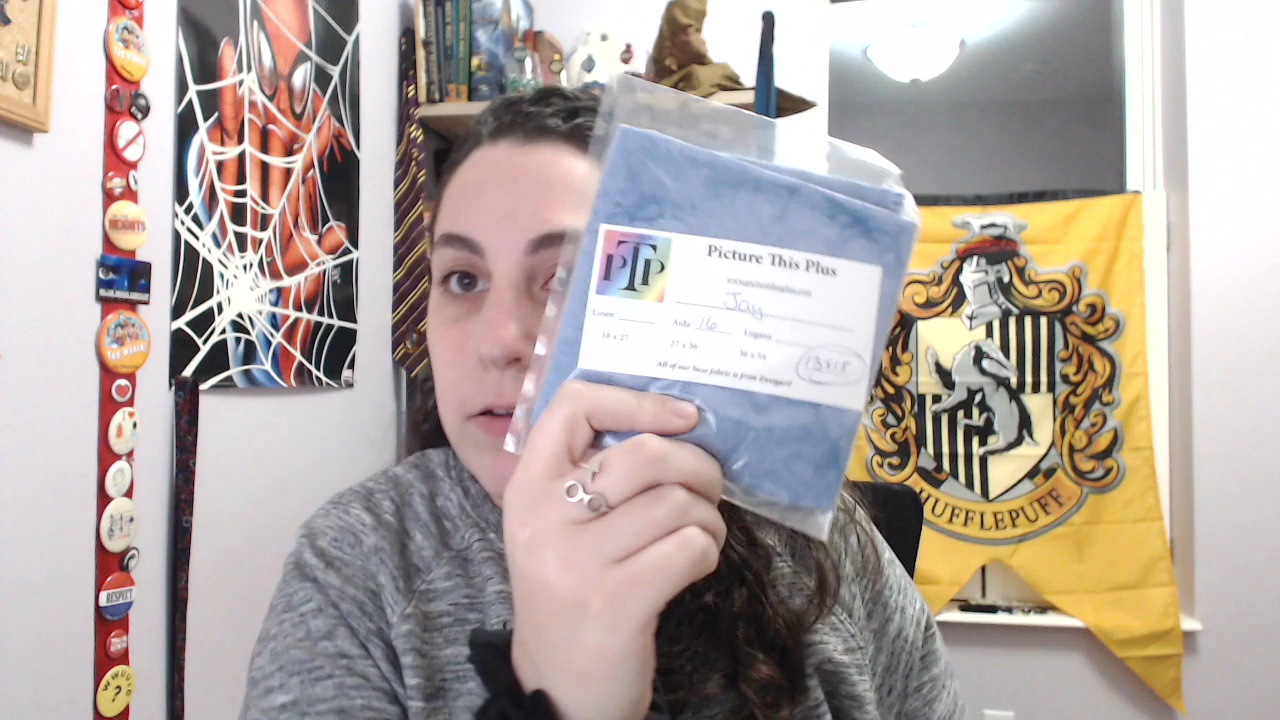 PTP
Picture This Plus
www.picturethisplus.com
Jay
Linen Aida 16 Lugana
18 x 27 27 x 36 36 x 54 13x18
All of our base fabric is from Zweigart!
HUFFLEPUFF
RESPECT
?